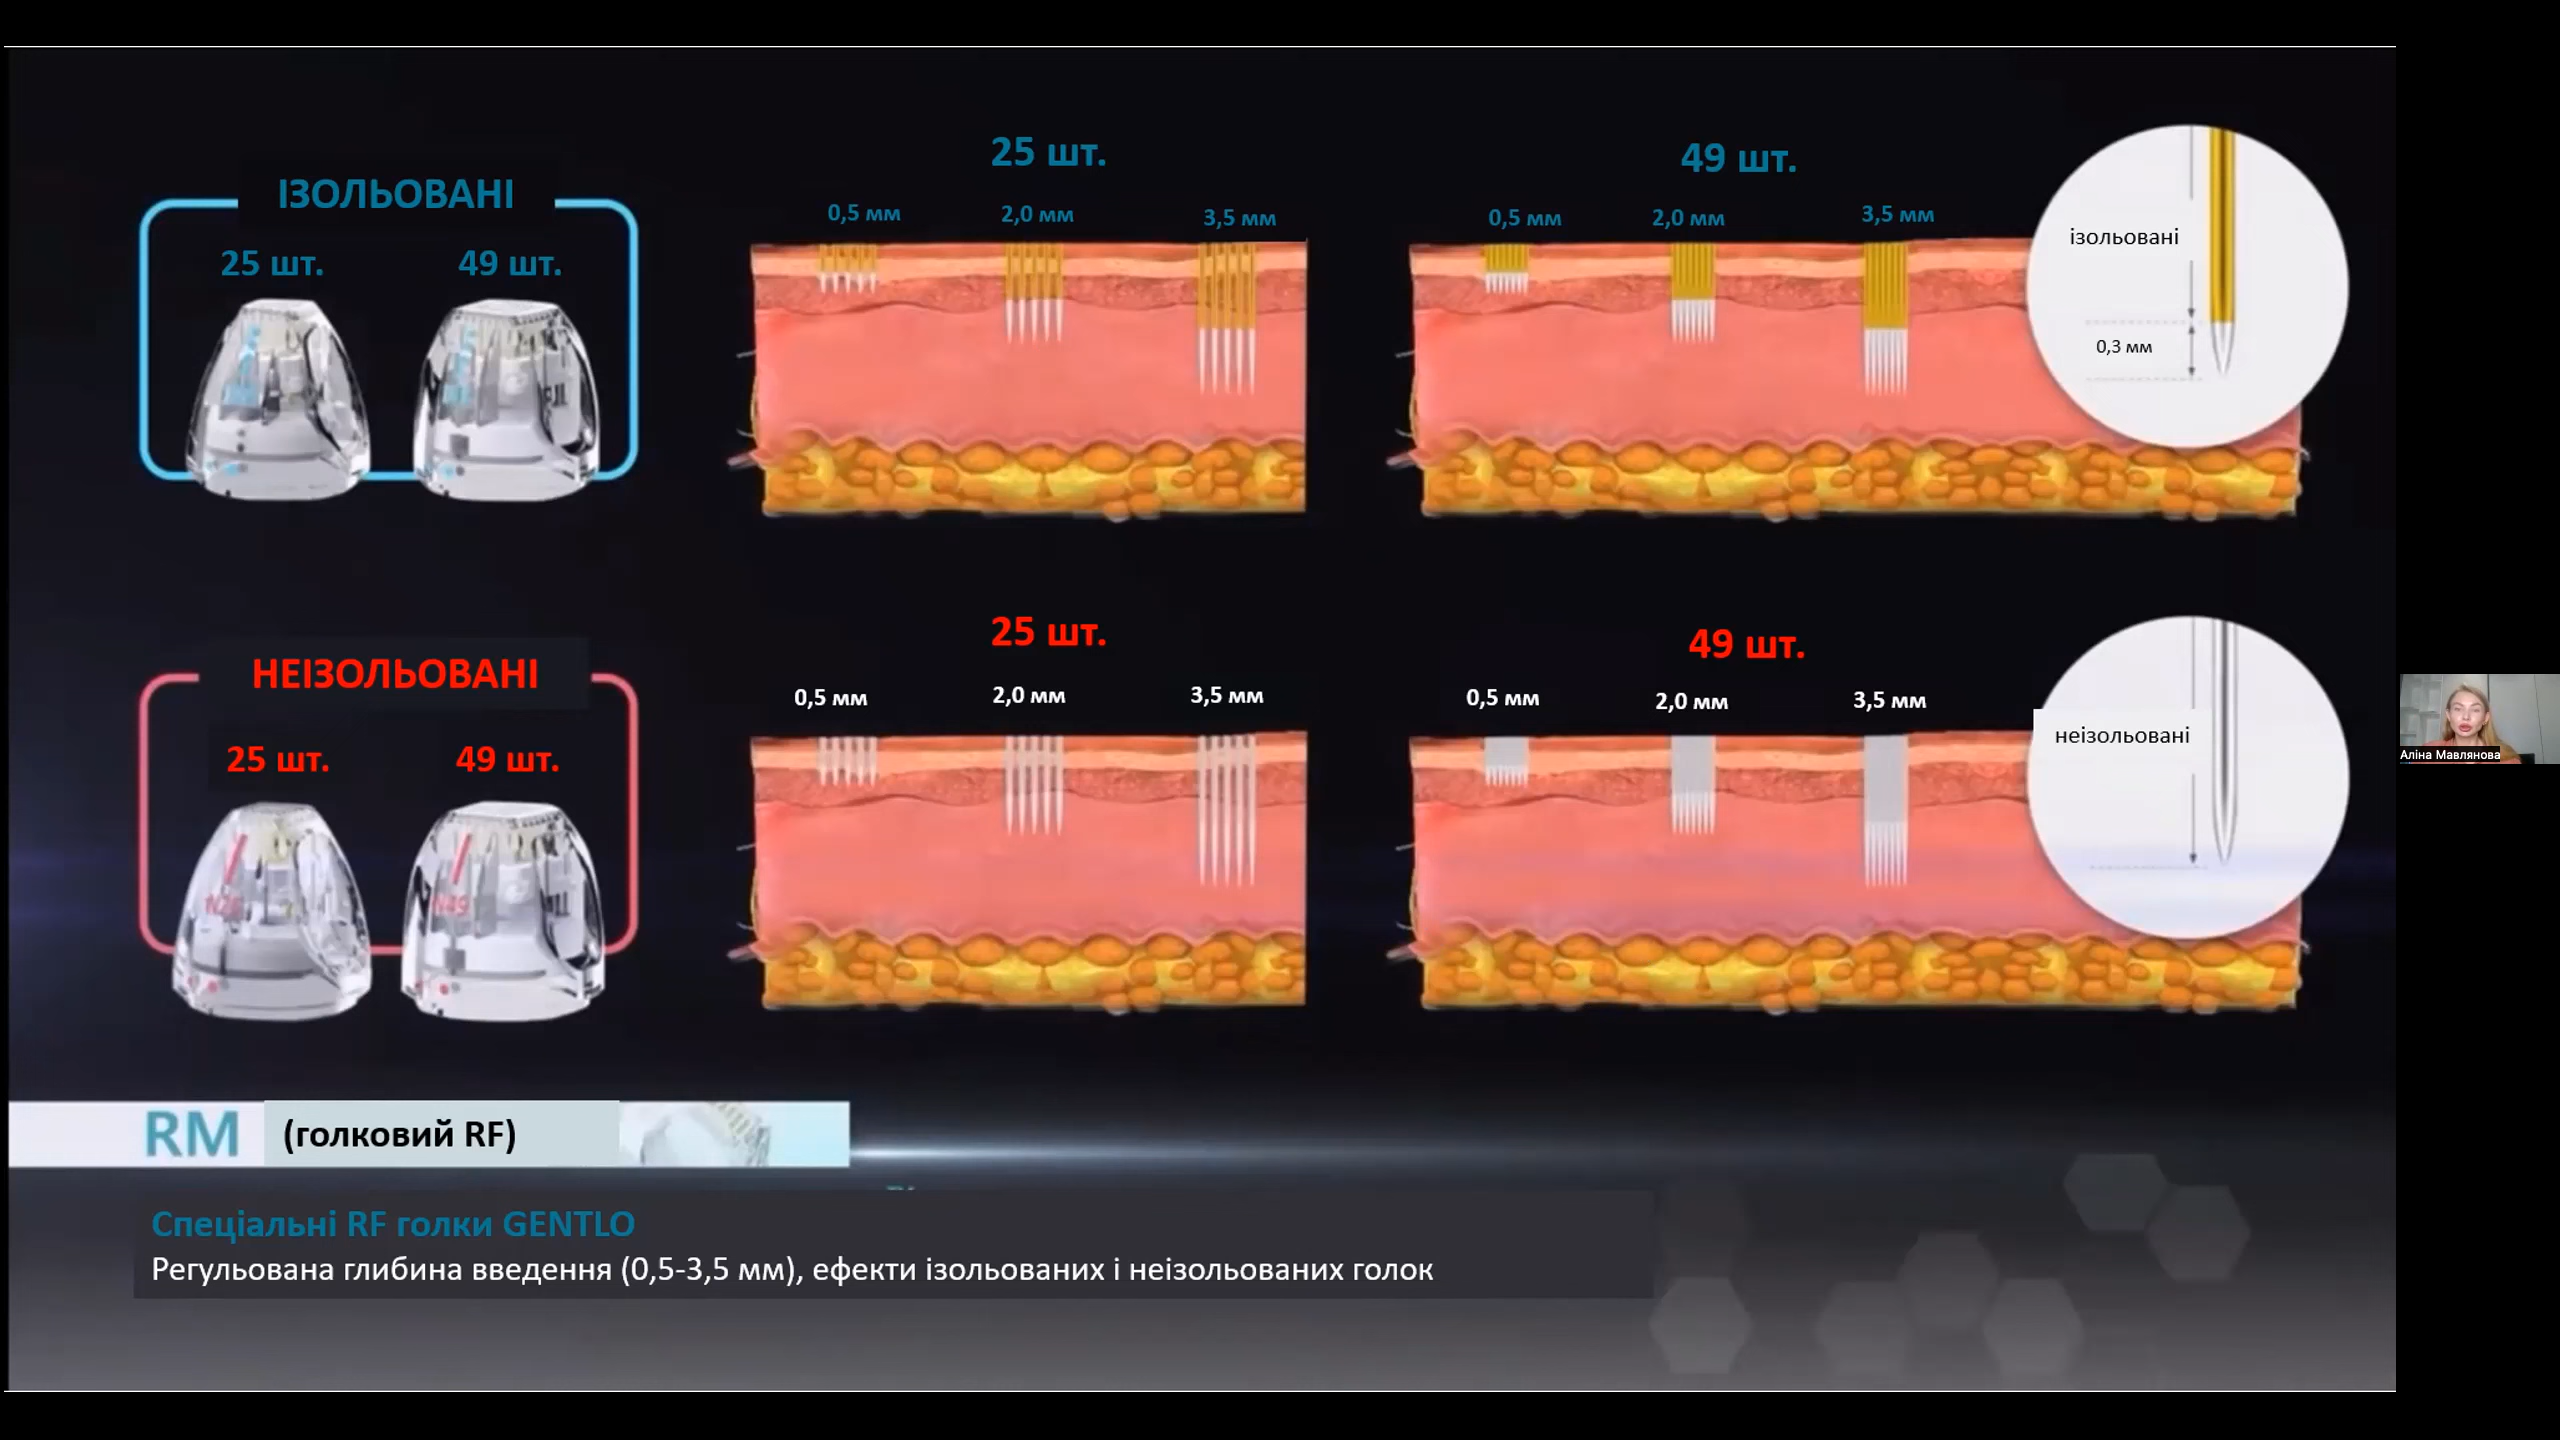 ІЗОЛЬОВАНІ
25 шт.
49 шт.
25 шт.
0,5 мм
2,0 мм
3,5 мм
49 шт.
0,5 мм
2,0 мм
3,5 мм
ізольовані
0,3 мм
НЕІЗОЛЬОВАНІ
25 шт.
49 шт.
N49
25 шт.
0,5 мм
2,0 мм
3,5 мм
49 шт.
0,5 мм
2,0 мм
3,5 мм
неізольовані
Аліна Мавлянова
RM (голковий RF)
Спеціальні RF голки GENTLO
Регульована глибина введення (0,5-3,5 мм), ефекти ізольованих і неізольованих голок